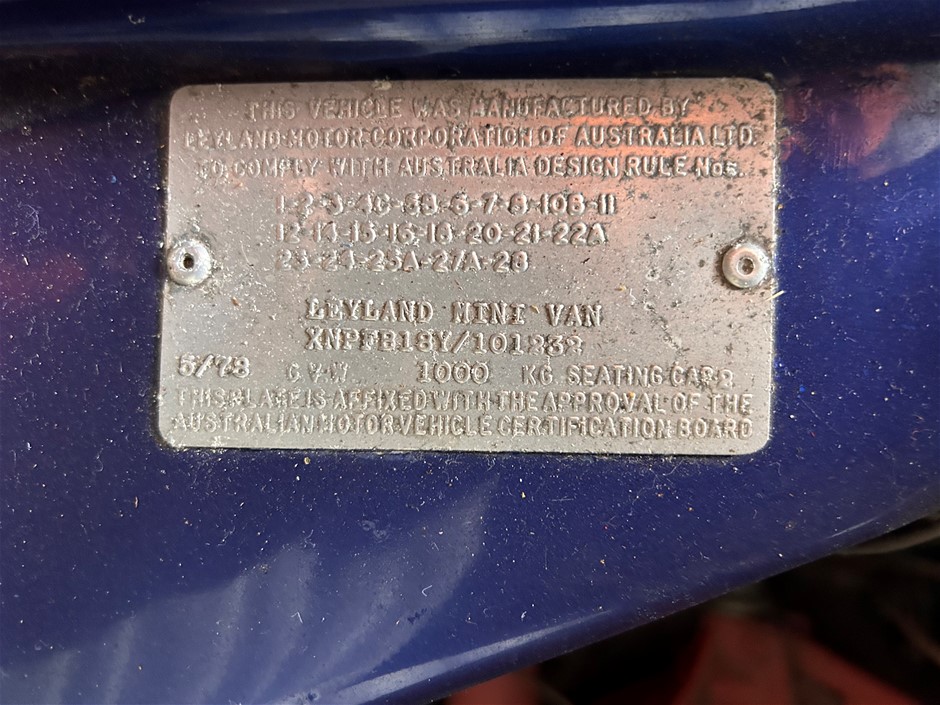 THIS VEHICLE WAS MANUFACTURED BY
LEYLAND MOTOR CORPORATION OF AUSTRALIA LTD.
TO COMPLY WITH AUSTRALIA DESIGN RULE Nos.
1-2-3-4C-5B-6-7-8-10B-11
12-14-15-16-18-20-21-22A
23-24-25A-27A-28
LEYLAND MINI VAN
XNPFB18Y/101232
5/78 G V M 1000 KG SEATING CAP 2
THIS PLATE IS AFFIXED WITH THE APPROVAL OF THE
AUSTRALIAN MOTOR VEHICLE CERTIFICATION BOARD